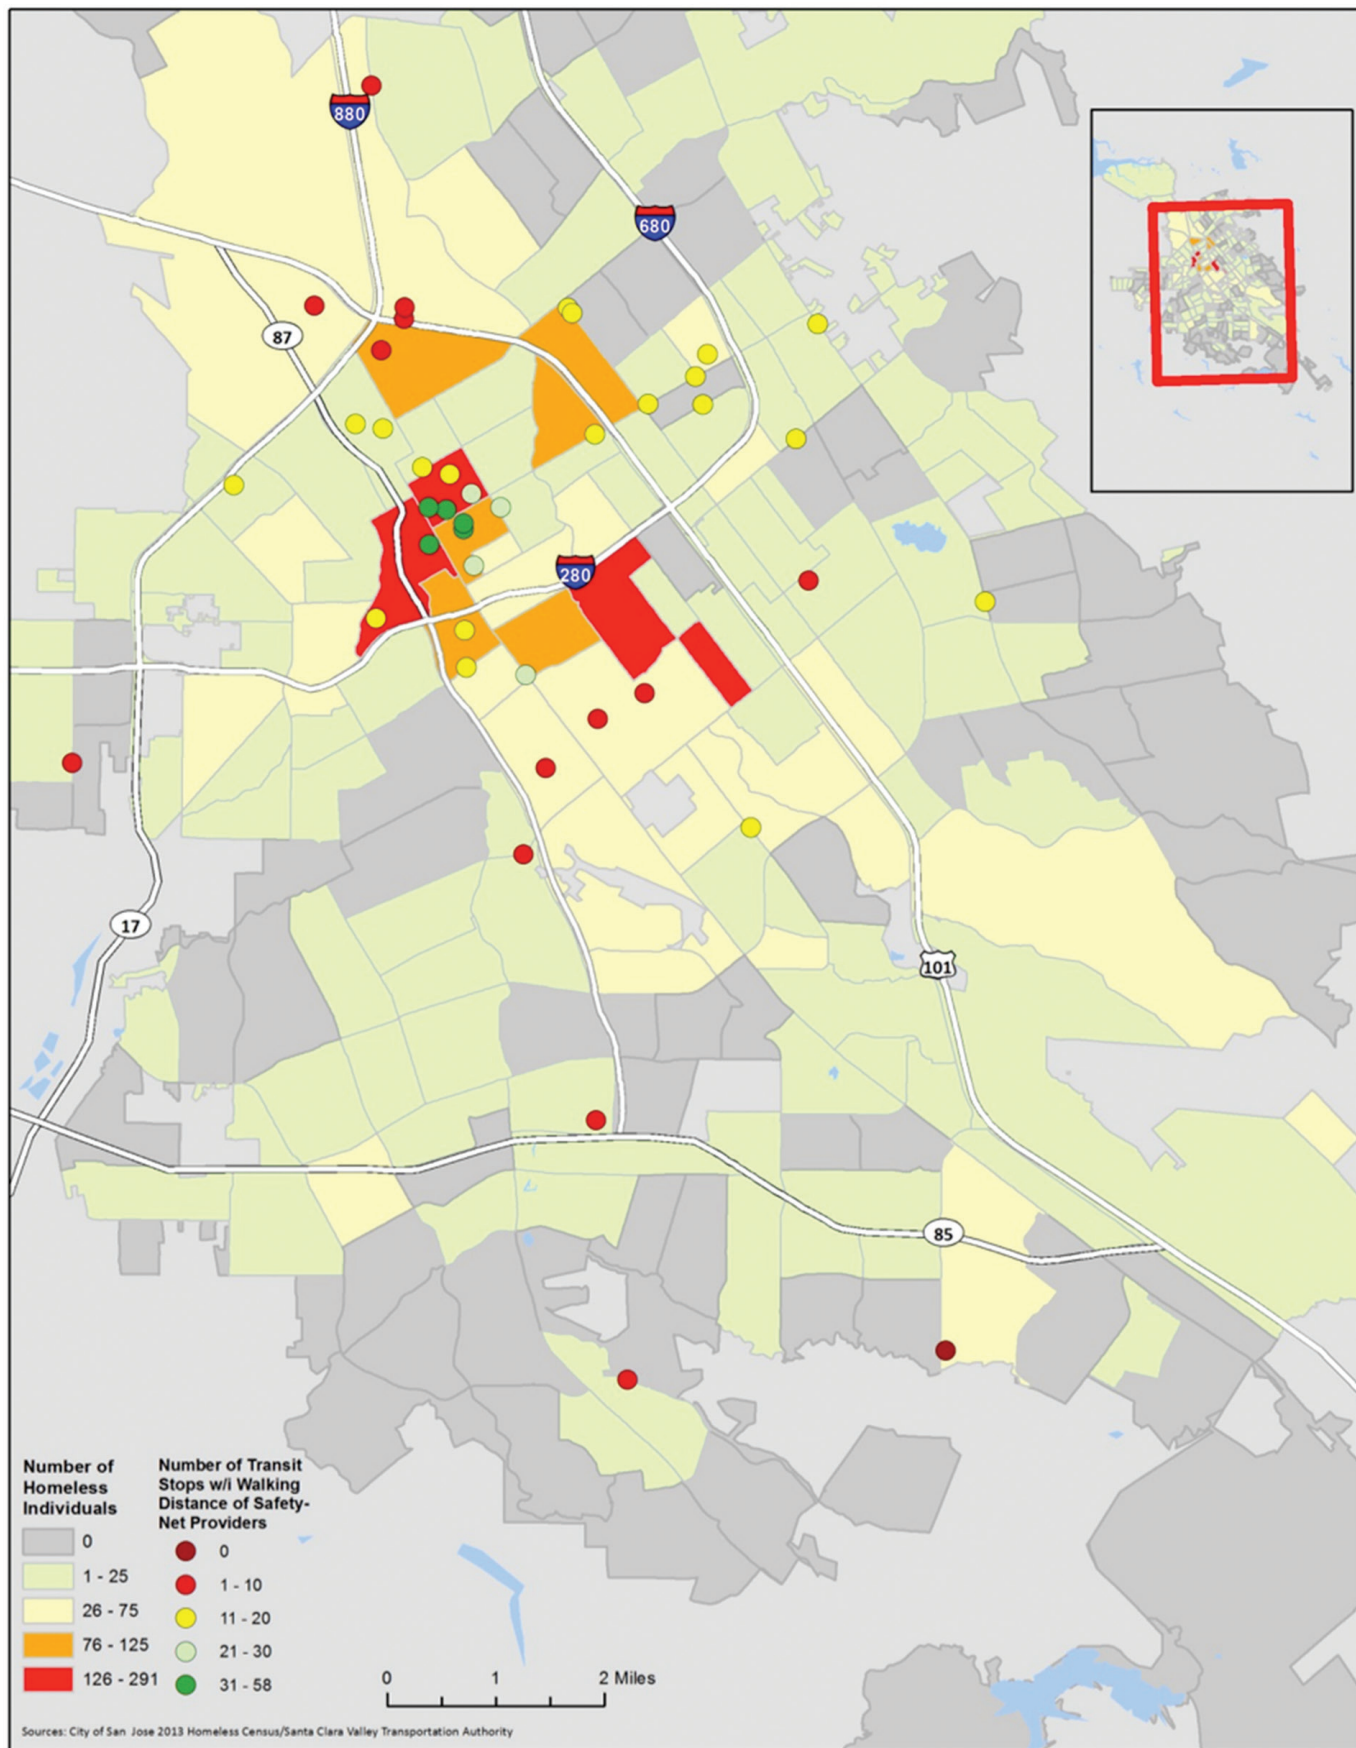 880
680
87
280
17
101
85
Number of
Homeless
Individuals
0
1 - 25
26 - 75
76 - 125
126 - 291
Number of Transit
Stops w/i Walking
Distance of Safety-
Net Providers
0
1 - 10
11 - 20
21 - 30
31 - 58
0 1 2 Miles
Sources: City of San Jose 2013 Homeless Census/Santa Clara Valley Transportation Authority